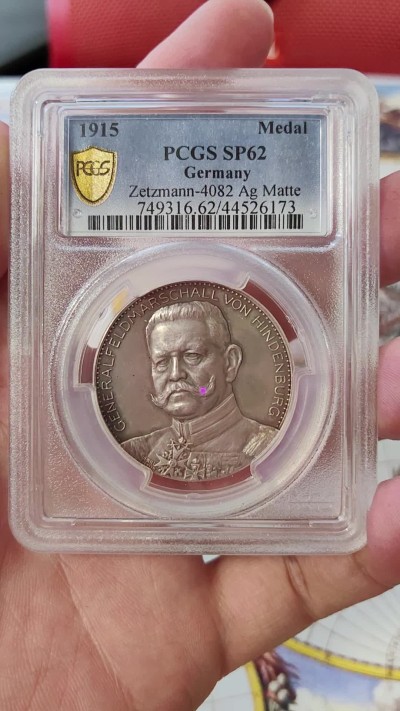 1915 Medal
PCGS SP62
Germany
Zetzmann-4082 Ag Matte
749316.62/44526173
PCGS
GENERALFELDMARSCHALL VON HINDENBURG